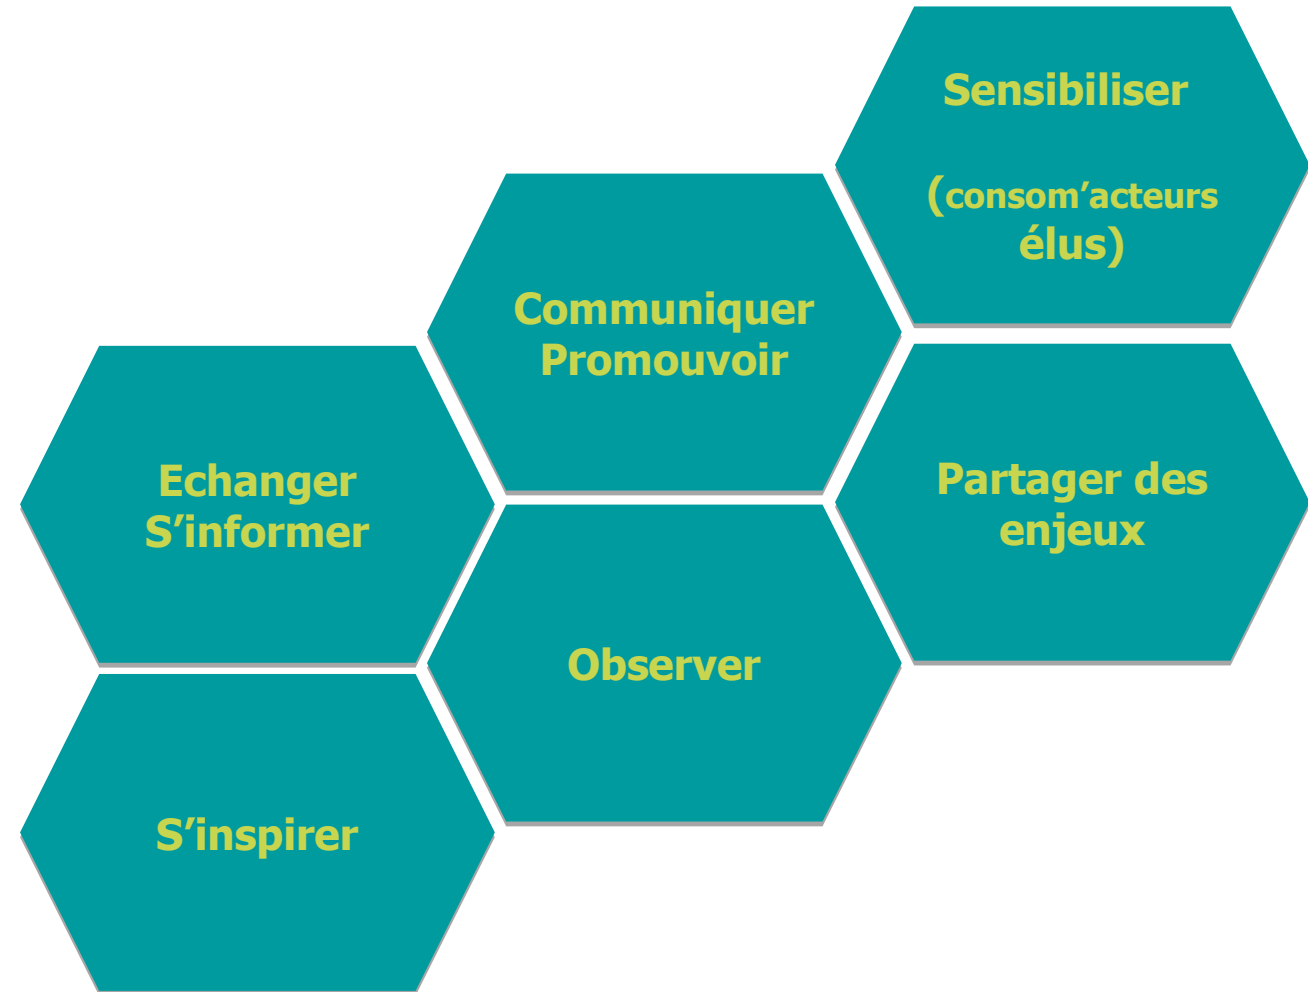 Sensibiliser
(consom’acteurs
élus)
Communiquer
Promouvoir
Echanger
S’informer
Partager des
enjeux
Observer
S’inspirer